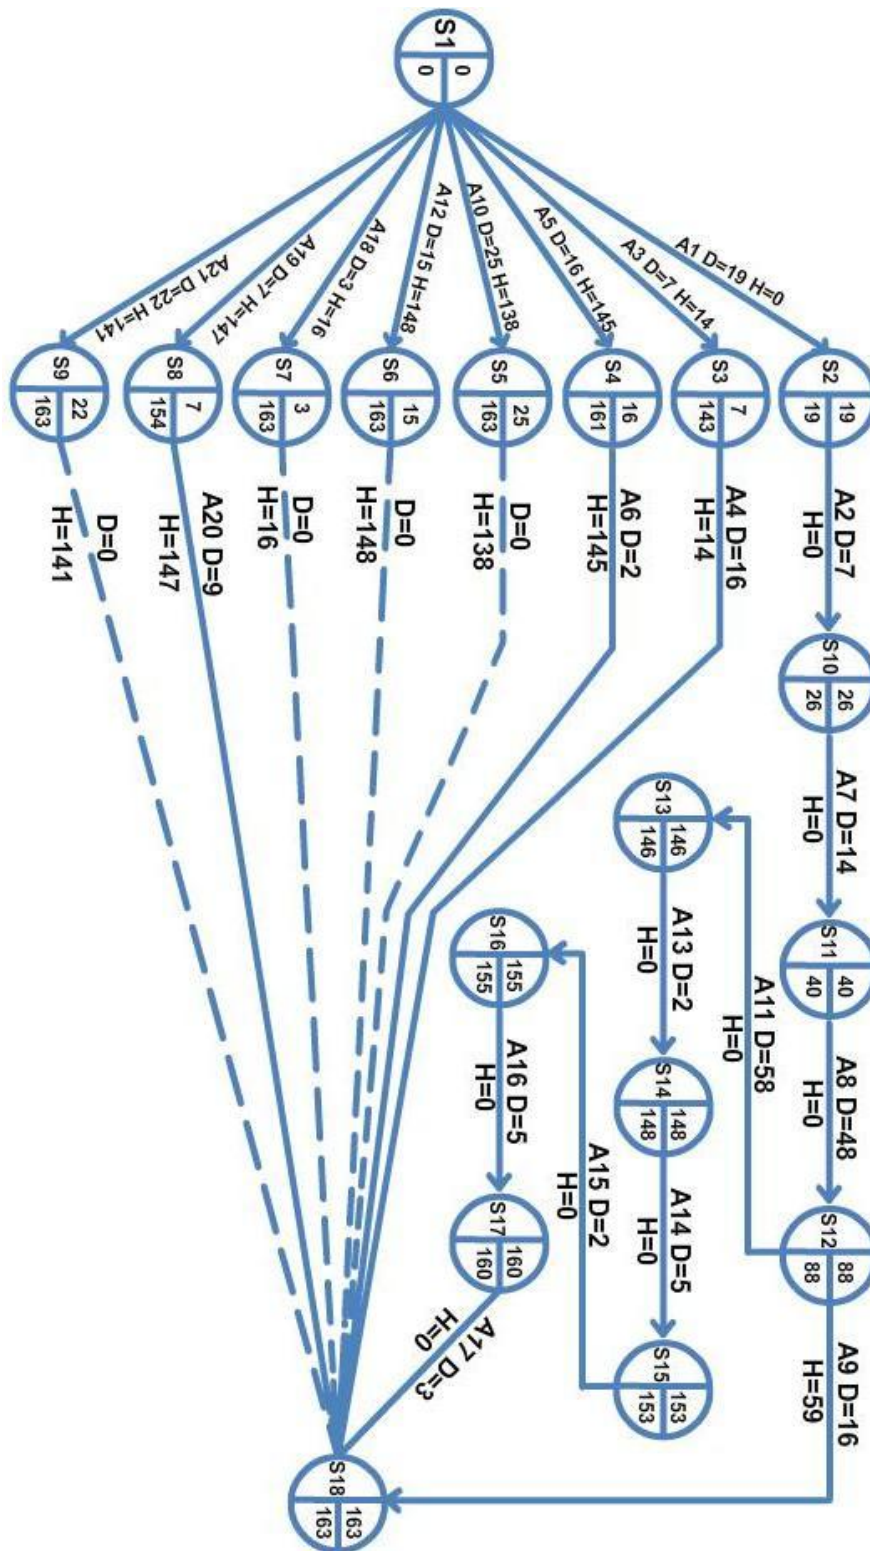 S1
0
0
A1 D=19 H=0
A3 D=7 H=14
A5 D=16 H=145
A10 D=25 H=138
A12 D=15 H=148
A18 D=3 H=16
A19 D=7 H=147
A21 D=22 H=141
S2
19
19
S3
7
143
S4
16
161
S5
25
163
S6
15
163
S7
3
163
S8
7
154
S9
22
163
A2 D=7
H=0
A4 D=16
H=14
A6 D=2
H=145
D=0
H=138
D=0
H=148
D=0
H=16
A20 D=9
H=147
D=0
H=141
S10
26
26
A7 D=14
H=0
S11
40
40
A8 D=48
H=0
S12
88
88
A9 D=16
H=59
A11 D=58
H=0
S13
146
146
A13 D=2
H=0
S14
148
148
A14 D=5
H=0
S15
153
153
A15 D=2
H=0
S16
155
155
A16 D=5
H=0
S17
160
160
A17 D=3
H=0
S18
163
163